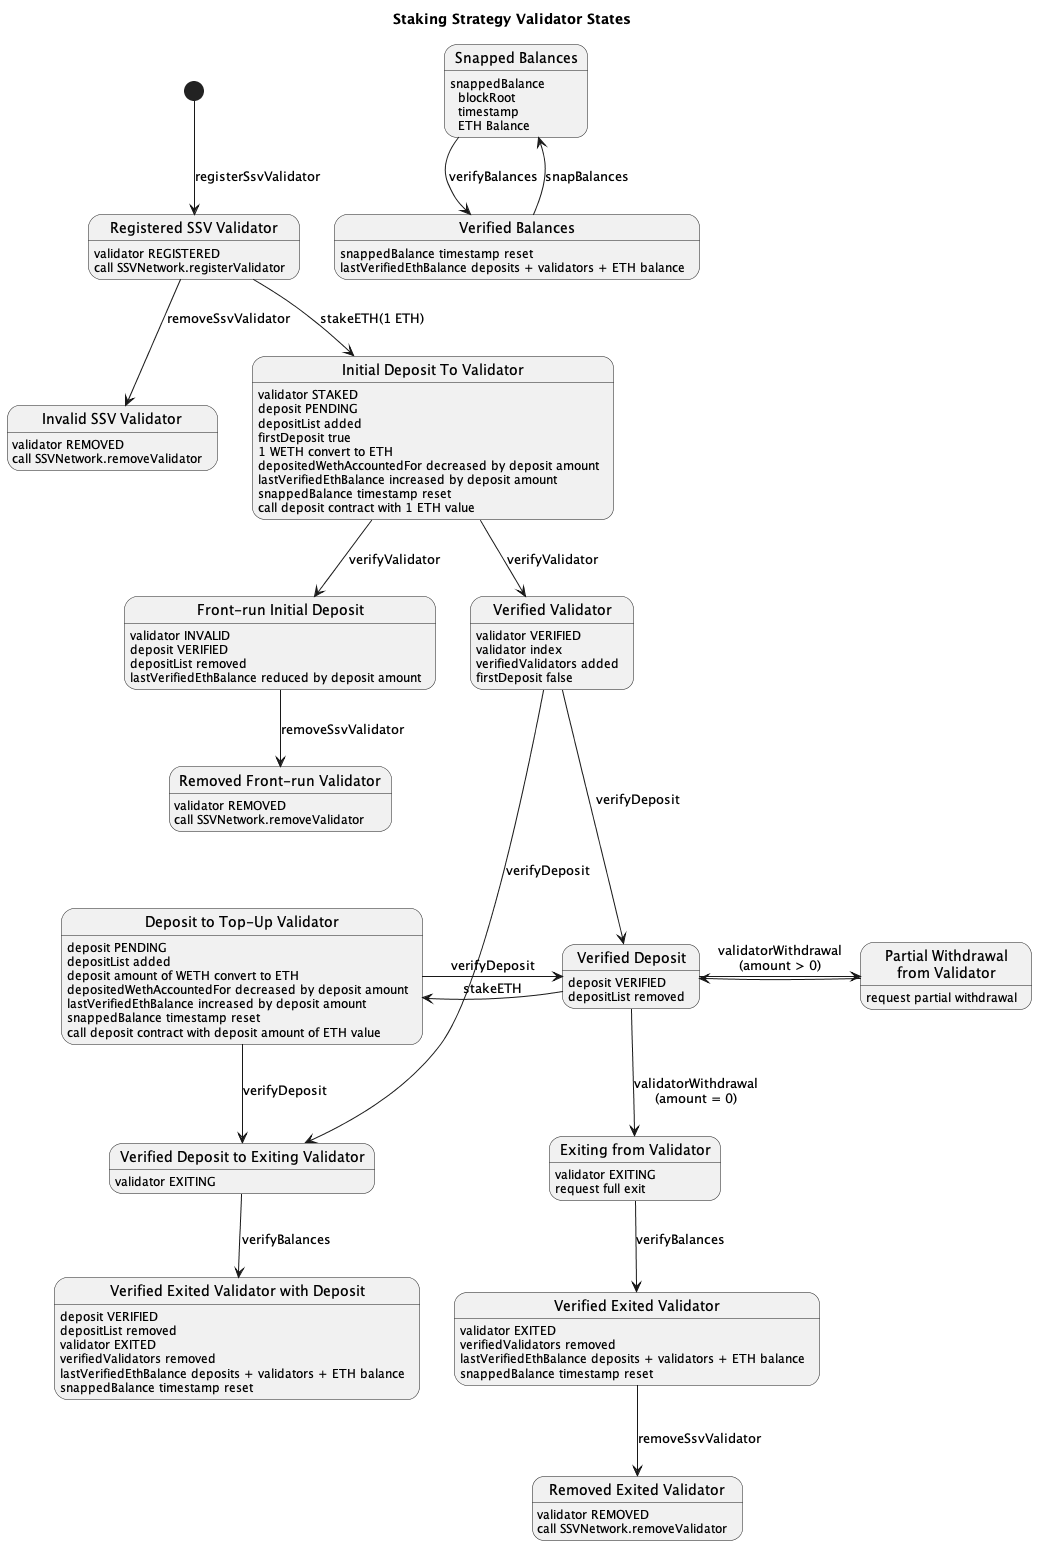 Staking Strategy Validator States
Snapped Balances
snappedBalance
blockRoot
timestamp
ETH Balance
registerSsvValidator
verifyBalances
snapBalances
Registered SSV Validator
validator REGISTERED
call SSVNetwork.registerValidator
Verified Balances
snappedBalance timestamp reset
lastVerifiedEthBalance deposits + validators + ETH balance
removeSsvValidator
stakeETH(1 ETH)
Initial Deposit To Validator
validator STAKED
deposit PENDING
depositList added
firstDeposit true
1 WETH convert to ETH
depositedWethAccountedFor decreased by deposit amount
lastVerifiedEthBalance increased by deposit amount
snappedBalance timestamp reset
call deposit contract with 1 ETH value
Invalid SSV Validator
validator REMOVED
call SSVNetwork.removeValidator
verifyValidator
verifyValidator
Front-run Initial Deposit
validator INVALID
deposit VERIFIED
depositList removed
lastVerifiedEthBalance reduced by deposit amount
Verified Validator
validator VERIFIED
validator index
verifiedValidators added
firstDeposit false
removeSsvValidator
Removed Front-run Validator
validator REMOVED
call SSVNetwork.removeValidator
verifyDeposit
verifyDeposit
Deposit to Top-Up Validator
deposit PENDING
depositList added
deposit amount of WETH convert to ETH
depositedWethAccountedFor decreased by deposit amount
lastVerifiedEthBalance increased by deposit amount
snappedBalance timestamp reset
call deposit contract with deposit amount of ETH value
verifyDeposit
stakeETH
Verified Deposit
deposit VERIFIED
depositList removed
validatorWithdrawal
(amount > 0)
Partial Withdrawal
from Validator
request partial withdrawal
verifyDeposit
validatorWithdrawal
(amount = 0)
Verified Deposit to Exiting Validator
validator EXITING
Exiting from Validator
validator EXITING
request full exit
verifyBalances
verifyBalances
Verified Exited Validator with Deposit
deposit VERIFIED
depositList removed
validator EXITED
verifiedValidators removed
lastVerifiedEthBalance deposits + validators + ETH balance
snappedBalance timestamp reset
Verified Exited Validator
validator EXITED
verifiedValidators removed
lastVerifiedEthBalance deposits + validators + ETH balance
snappedBalance timestamp reset
removeSsvValidator
Removed Exited Validator
validator REMOVED
call SSVNetwork.removeValidator